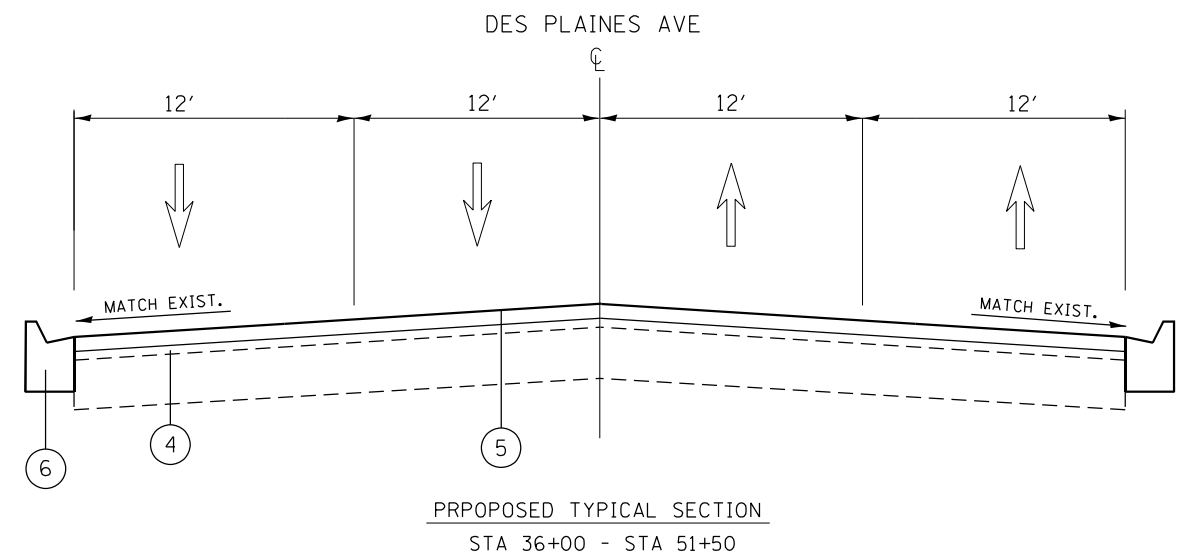 DES PLAINES AVE
℄
12' 12' 12' 12'
MATCH EXIST. MATCH EXIST.
4 5
6
PRPOPOSED TYPICAL SECTION
STA 36+00 - STA 51+50